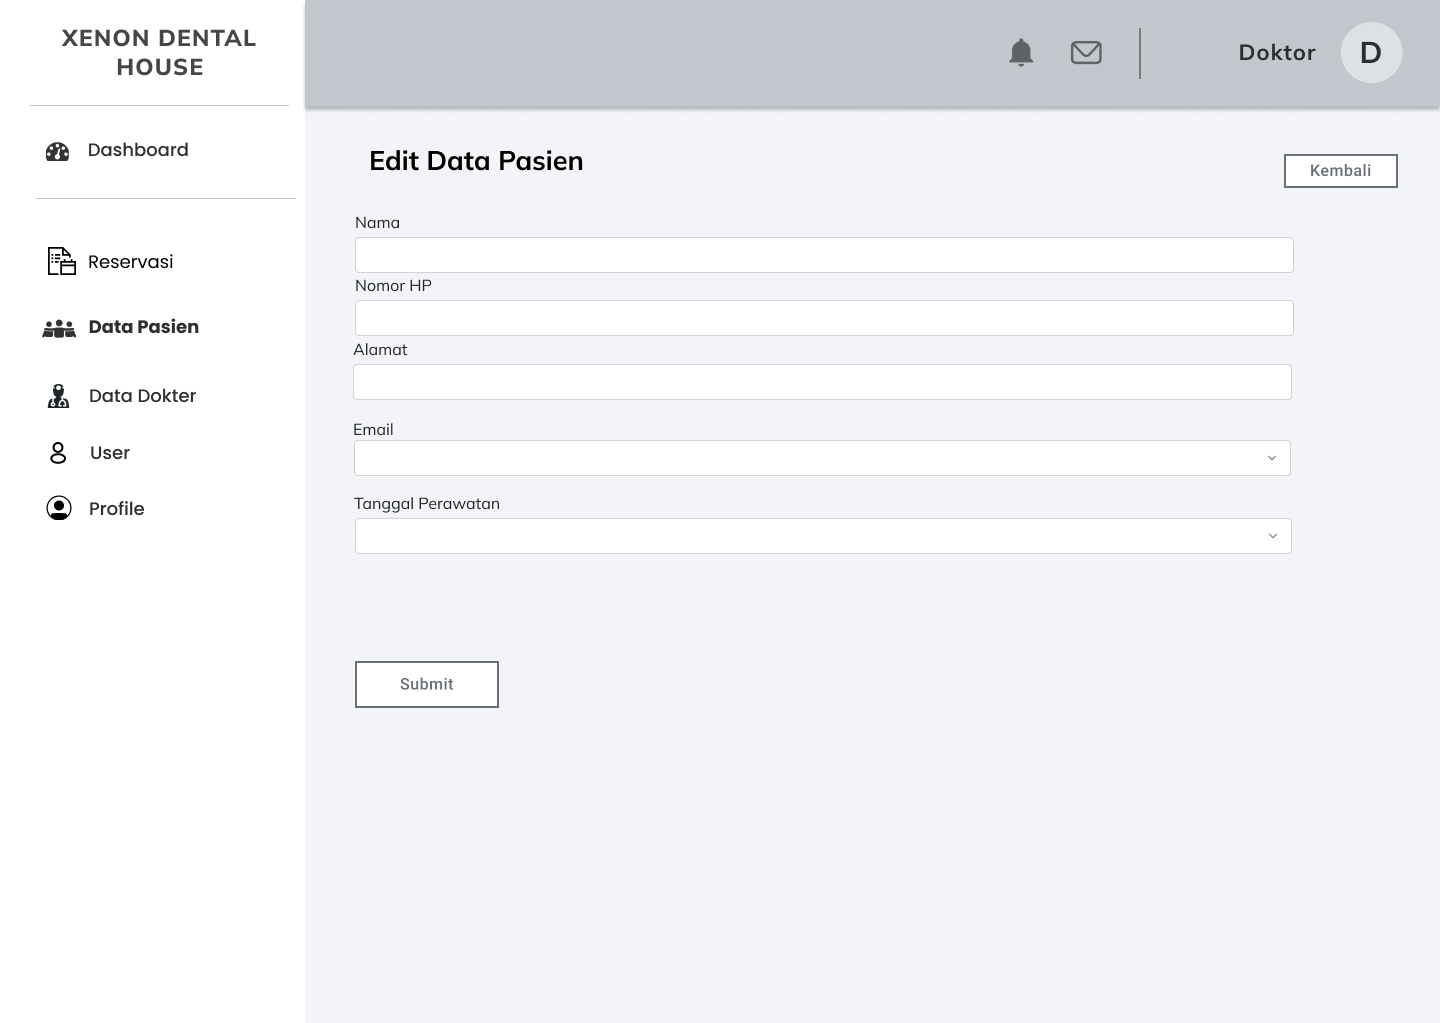 XENON DENTAL
HOUSE
Doktor
D
Dashboard
Reservasi
Data Pasien
Data Dokter
User
Profile
Edit Data Pasien
Kembali
Nama
Nomor HP
Alamat
Email
Tanggal Perawatan
Submit